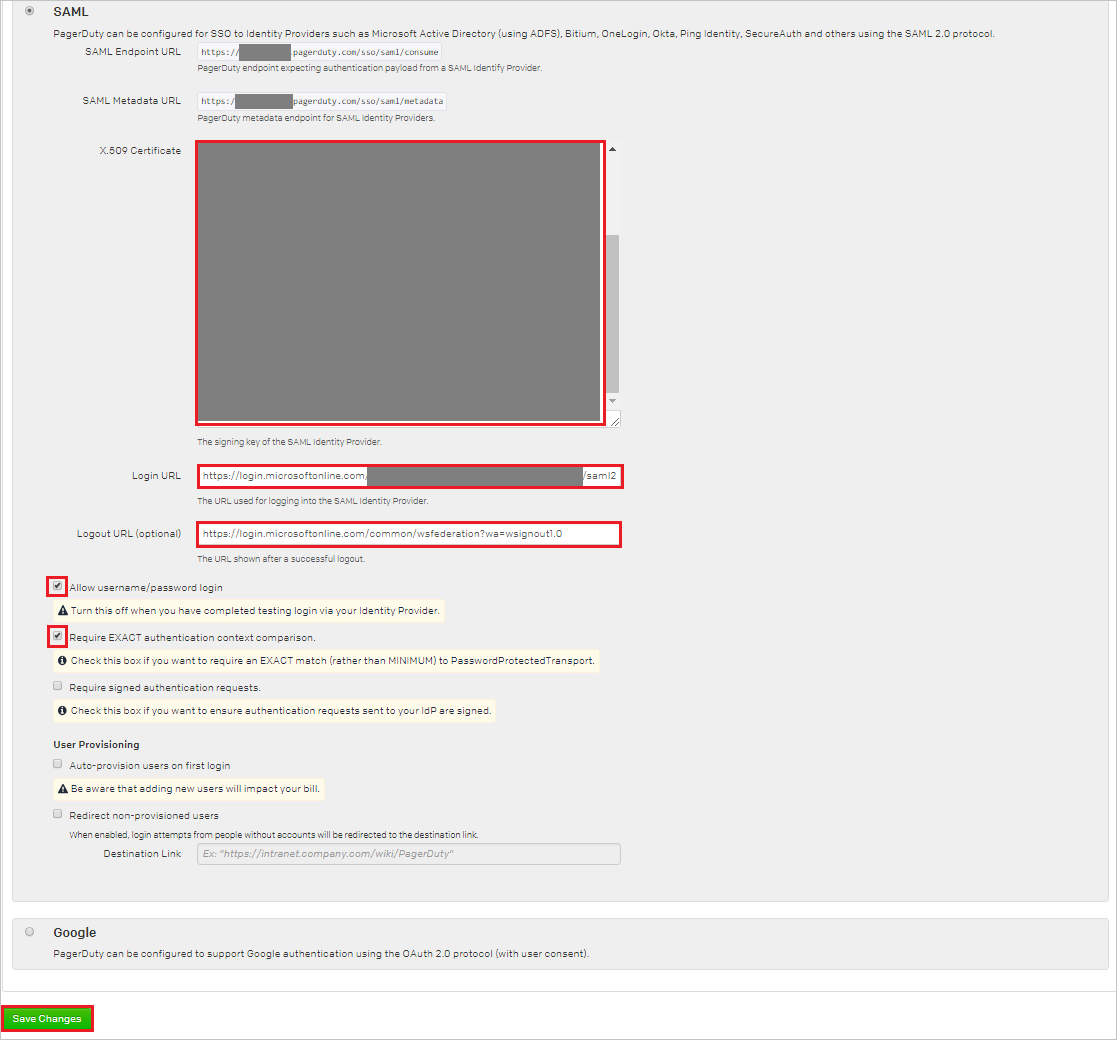 SAML
PagerDuty can be configured for SSO to Identity Providers such as Microsoft Active Directory (using ADFS), Bitium, OneLogin, Okta, Ping Identity, SecureAuth and others using the SAML 2.0 protocol.
SAML Endpoint URL https:// .pagerduty.com/sso/saml/consume
PagerDuty endpoint expecting authentication payload from a SAML Identify Provider.
SAML Metadata URL https:/ pagerduty.com/sso/saml/metadata
PagerDuty metadata endpoint for SAML Identity Providers.
X.509 Certificate
The signing key of the SAML Identity Provider.
Login URL https://login.microsoftonline.com/ /saml2
The URL used for logging into the SAML Identity Provider.
Logout URL (optional) https://login.microsoftonline.com/common/wsfederation?wa=wsignout1.0
The URL shown after a successful logout.
Allow username/password login
Turn this off when you have completed testing login via your Identity Provider.
Require EXACT authentication context comparison.
Check this box if you want to require an EXACT match (rather than MINIMUM) to PasswordProtectedTransport.
Require signed authentication requests.
Check this box if you want to ensure authentication requests sent to your IdP are signed.
User Provisioning
Auto-provision users on first login
Be aware that adding new users will impact your bill.
Redirect non-provisioned users
When enabled, login attempts from people without accounts will be redirected to the destination link.
Destination Link Ex: "https://intranet.company.com/wiki/PagerDuty"
Google
PagerDuty can be configured to support Google authentication using the OAuth 2.0 protocol (with user consent).
Save Changes